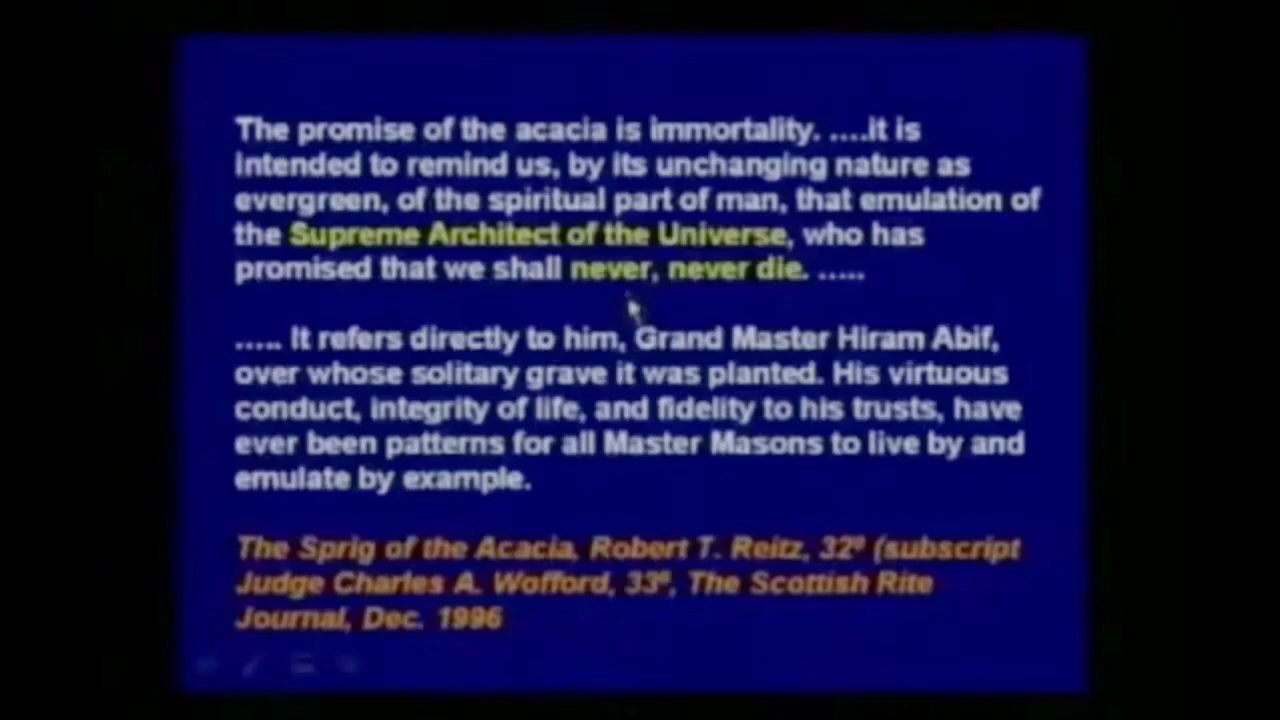 The promise of the acacia is immortality. ....it is
intended to remind us, by its unchanging nature as
evergreen, of the spiritual part of man, that emulation of
the Supreme Architect of the Universe, who has
promised that we shall never, never die. .....
..... It refers directly to him, Grand Master Hiram Abif,
over whose solitary grave it was planted. His virtuous
conduct, integrity of life, and fidelity to his trusts, have
ever been patterns for all Master Masons to live by and
emulate by example.
The Sprig of the Acacia, Robert T. Reitz, 32º (subscript
Judge Charles A. Wofford, 33º, The Scottish Rite
Journal, Dec. 1996